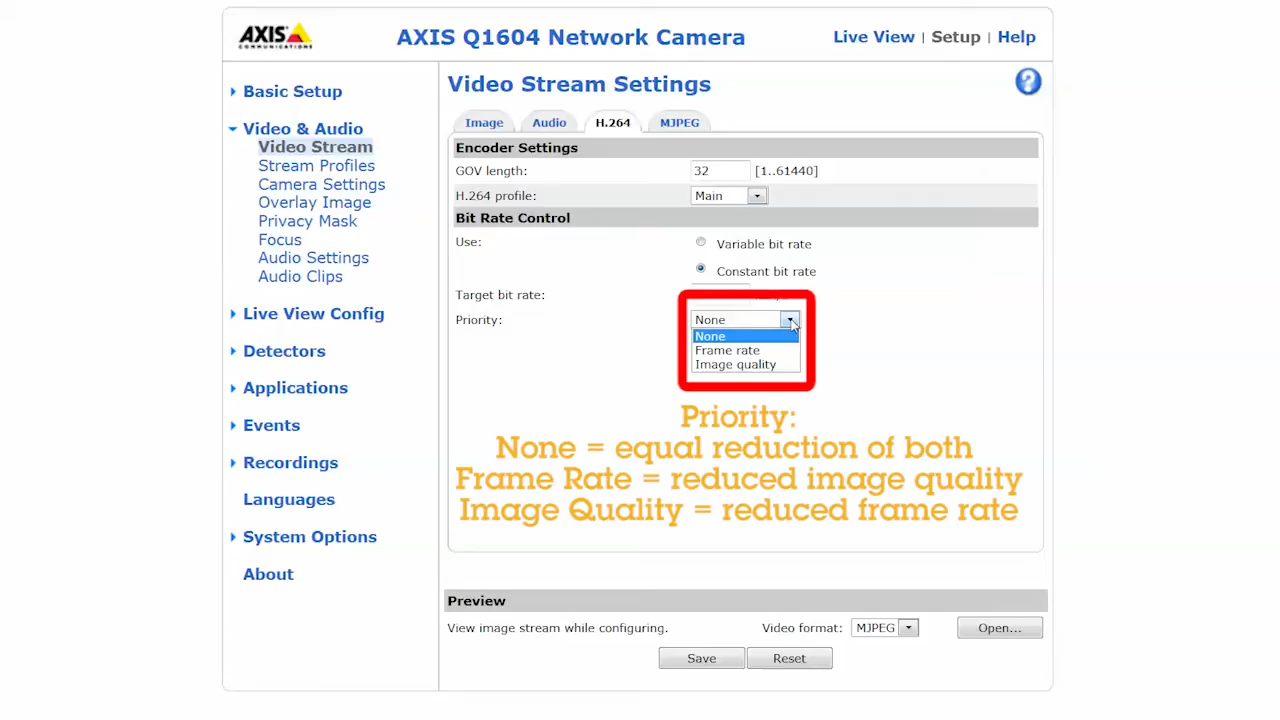 AXIS
COMMUNICATIONS
AXIS Q1604 Network Camera
Live View | Setup | Help
Basic Setup
Video & Audio
Video Stream
Stream Profiles
Camera Settings
Overlay Image
Privacy Mask
Focus
Audio Settings
Audio Clips
Live View Config
Detectors
Applications
Events
Recordings
Languages
System Options
About
Video Stream Settings
Image Audio H.264 MJPEG
Encoder Settings
GOV length: 32 [1..61440]
H.264 profile: Main
Bit Rate Control
Use: Variable bit rate
Constant bit rate
Target bit rate:
Priority: None
None
Frame rate
Image quality
Priority:
None = equal reduction of both
Frame Rate = reduced image quality
Image Quality = reduced frame rate
Preview
View image stream while configuring. Video format: MJPEG Open...
Save Reset